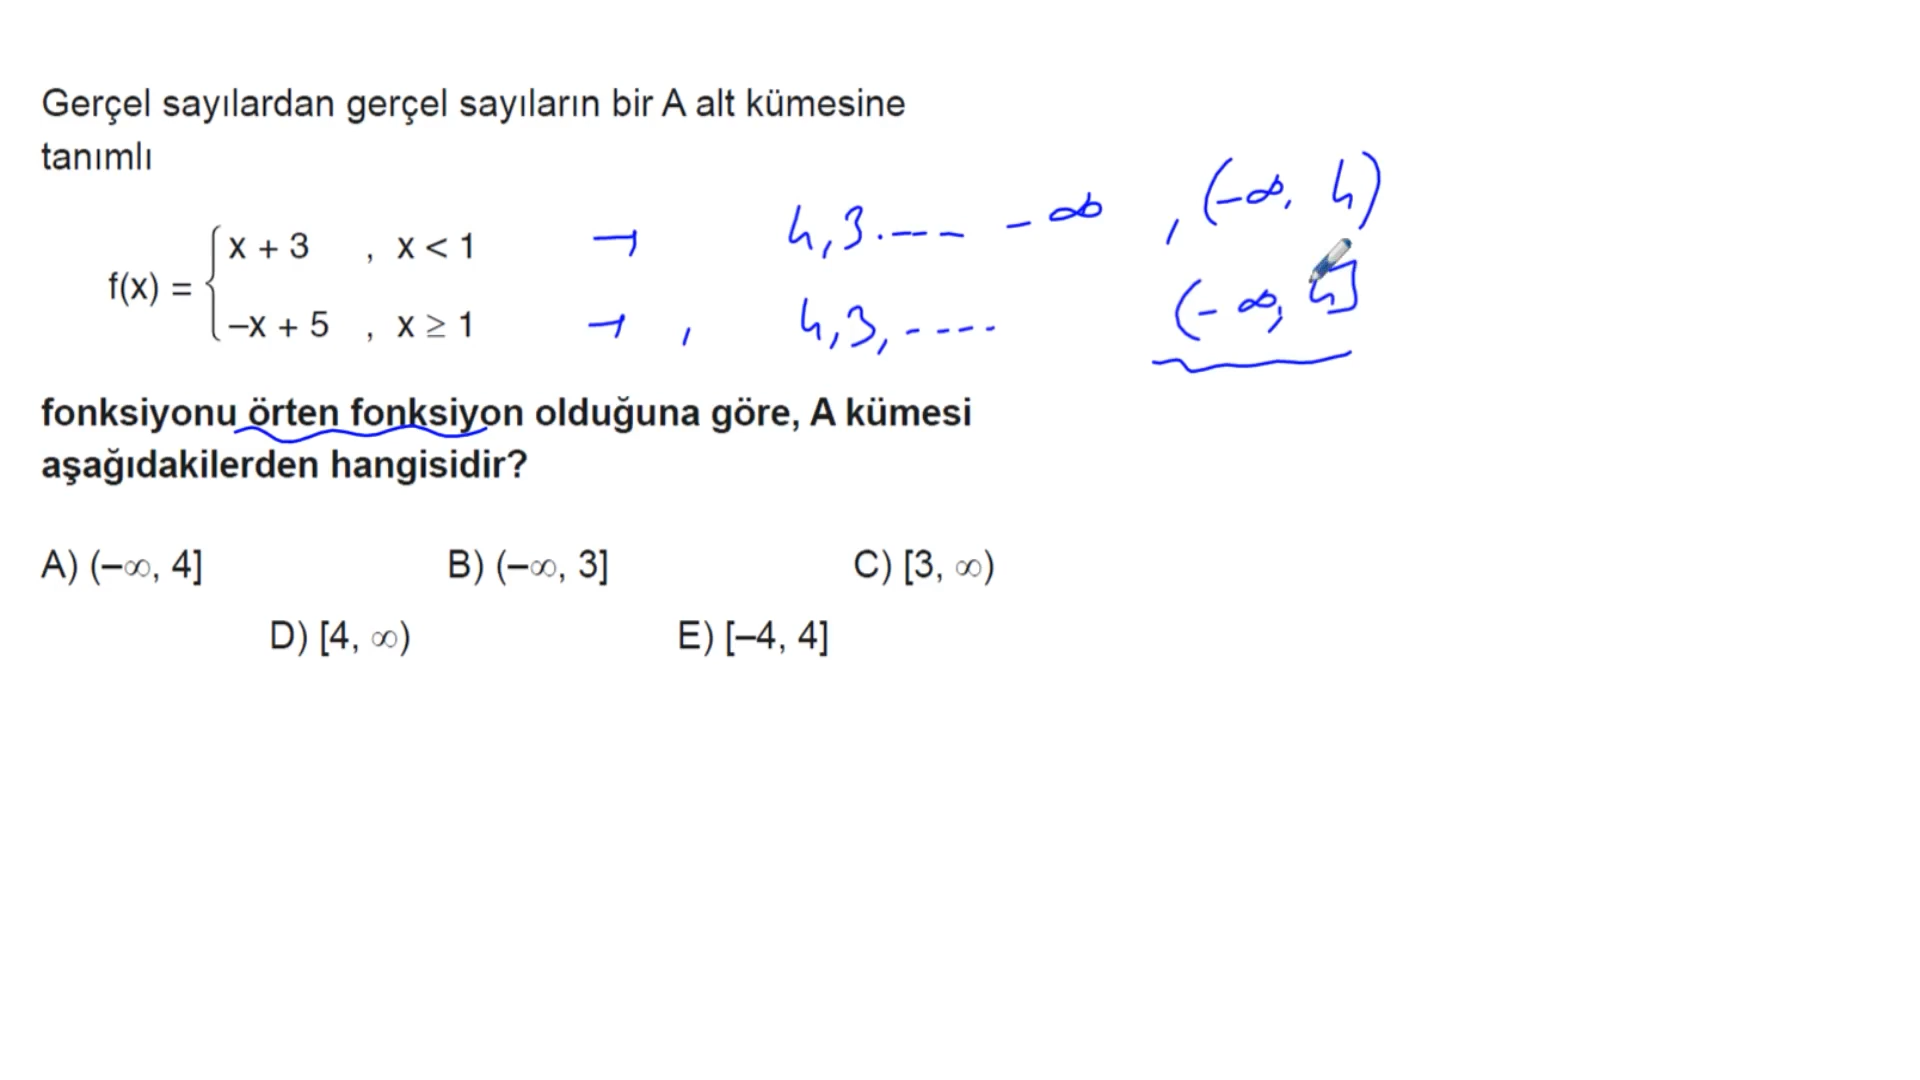 Gerçel sayılardan gerçel sayıların bir A alt kümesine
tanımlı
f(x) = { x + 3 , x < 1 → 4, 3 . --- - ∞ , (-∞, 4)
–x + 5 , x ≥ 1 → , 4, 3, ---- (-∞, 4]
fonksiyonu örten fonksiyon olduğuna göre, A kümesi
aşağıdakilerden hangisidir?
A) (–∞, 4] B) (–∞, 3] C) [3, ∞)
D) [4, ∞) E) [–4, 4]